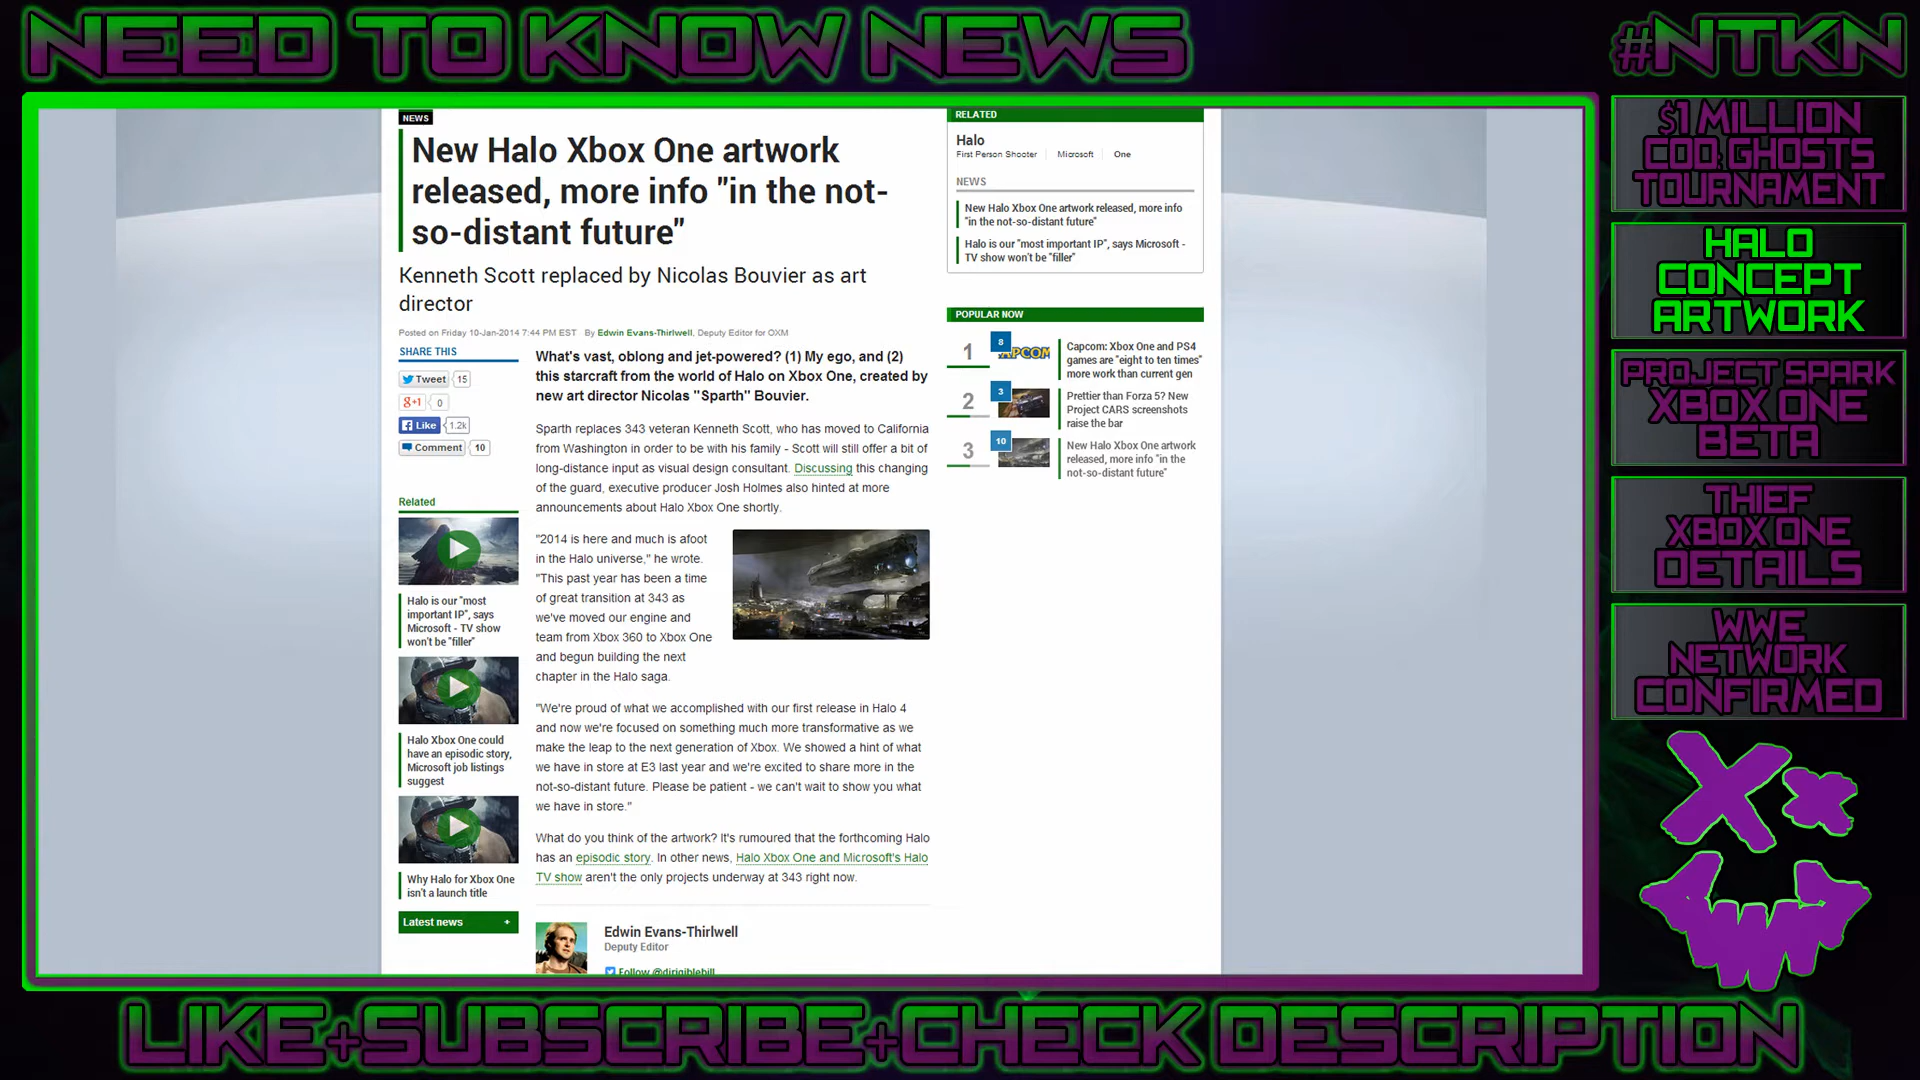 NEED TO KNOW NEWS
#NTKN
NEWS
New Halo Xbox One artwork
released, more info "in the not-
so-distant future"
Kenneth Scott replaced by Nicolas Bouvier as art
director
Posted on Friday 10-Jan-2014 7:44 PM EST By Edwin Evans-Thirlwell, Deputy Editor for OXM
SHARE THIS
Tweet 15
g+1 0
Like 1.2k
Comment 10
Related
Halo is our "most
important IP", says
Microsoft - TV show
won't be "filler"
Halo Xbox One could
have an episodic story,
Microsoft job listings
suggest
Why Halo for Xbox One
isn't a launch title
Latest news +
What's vast, oblong and jet-powered? (1) My ego, and (2)
this starcraft from the world of Halo on Xbox One, created by
new art director Nicolas "Sparth" Bouvier.
Sparth replaces 343 veteran Kenneth Scott, who has moved to California
from Washington in order to be with his family - Scott will still offer a bit of
long-distance input as visual design consultant. Discussing this changing
of the guard, executive producer Josh Holmes also hinted at more
announcements about Halo Xbox One shortly.
"2014 is here and much is afoot
in the Halo universe," he wrote.
"This past year has been a time
of great transition at 343 as
we've moved our engine and
team from Xbox 360 to Xbox One
and begun building the next
chapter in the Halo saga.
"We're proud of what we accomplished with our first release in Halo 4
and now we're focused on something much more transformative as we
make the leap to the next generation of Xbox. We showed a hint of what
we have in store at E3 last year and we're excited to share more in the
not-so-distant future. Please be patient - we can't wait to show you what
we have in store."
What do you think of the artwork? It's rumoured that the forthcoming Halo
has an episodic story. In other news, Halo Xbox One and Microsoft's Halo
TV show aren't the only projects underway at 343 right now.
Edwin Evans-Thirlwell
Deputy Editor
Follow @dirigiblebill
RELATED
Halo
First Person Shooter Microsoft One
NEWS
New Halo Xbox One artwork released, more info
"in the not-so-distant future"
Halo is our "most important IP", says Microsoft -
TV show won't be "filler"
POPULAR NOW
1
8
CAPCOM
Capcom: Xbox One and PS4
games are "eight to ten times"
more work than current gen
2
3
Prettier than Forza 5? New
Project CARS screenshots
raise the bar
3
10
New Halo Xbox One artwork
released, more info "in the
not-so-distant future"
$1 MILLION
COD: GHOSTS
TOURNAMENT
HALO
CONCEPT
ARTWORK
PROJECT SPARK
XBOX ONE
BETA
THIEF
XBOX ONE
DETAILS
WWE
NETWORK
CONFIRMED
LIKE+SUBSCRIBE+CHECK DESCRIPTION